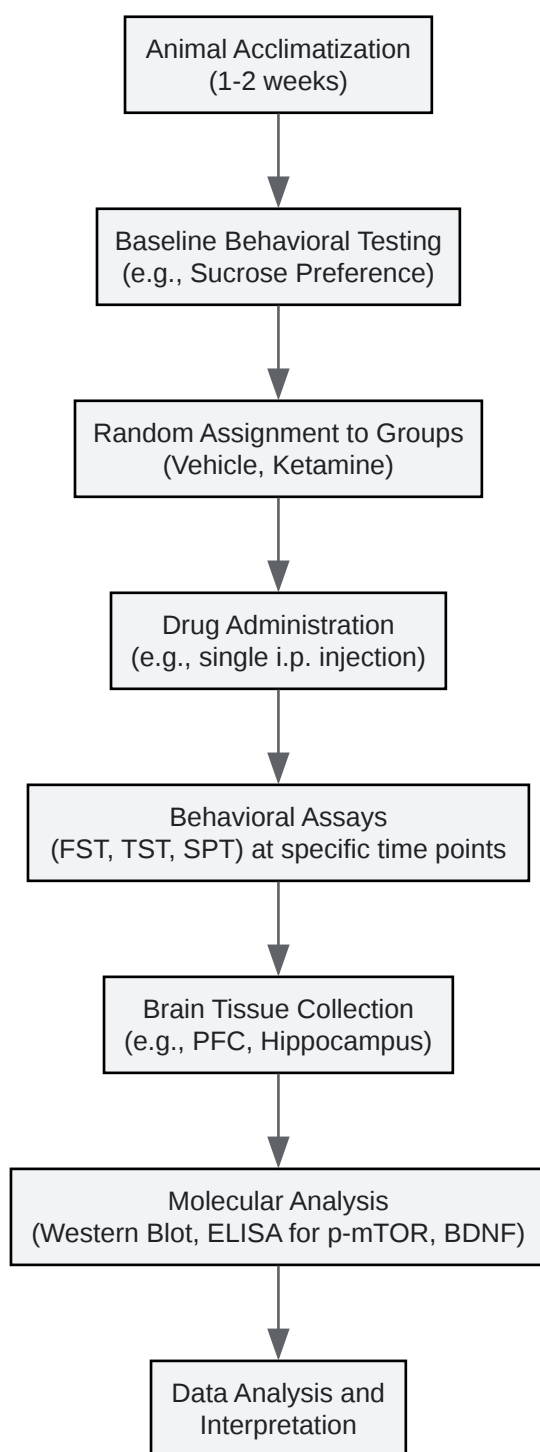 Animal Acclimatization
(1-2 weeks)
Baseline Behavioral Testing
(e.g., Sucrose Preference)
Random Assignment to Groups
(Vehicle, Ketamine)
Drug Administration
(e.g., single i.p. injection)
Behavioral Assays
(FST, TST, SPT) at specific time points
Brain Tissue Collection
(e.g., PFC, Hippocampus)
Molecular Analysis
(Western Blot, ELISA for p-mTOR, BDNF)
Data Analysis and
Interpretation